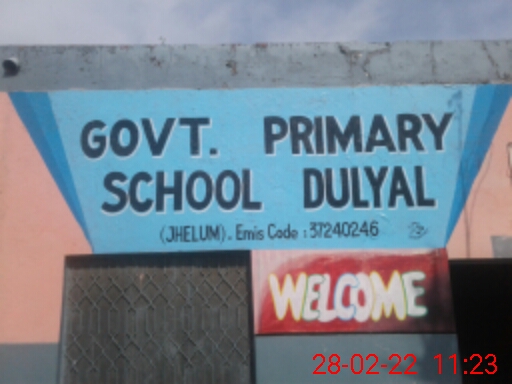 GOVT. PRIMARY
SCHOOL DULYAL
(JHELUM). Emis Code : 37240246
WELCOME
28-02-22 11:23